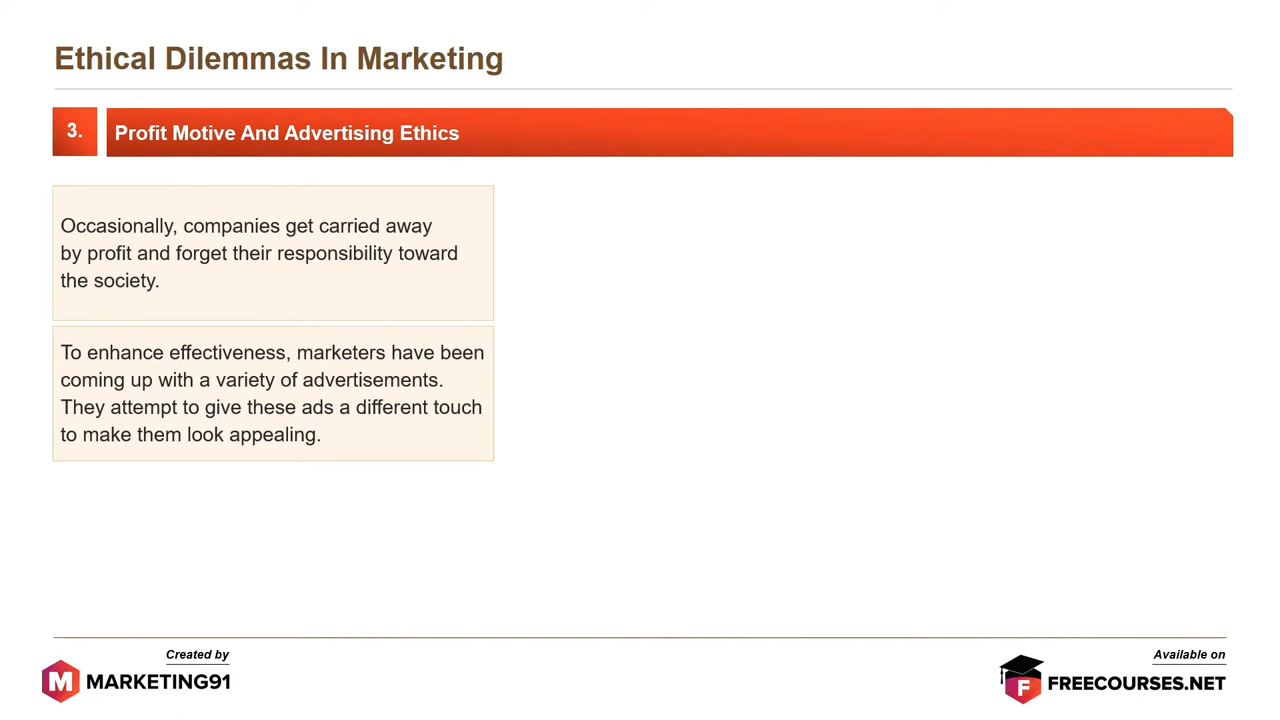 Ethical Dilemmas In Marketing
3.
Profit Motive And Advertising Ethics
Occasionally, companies get carried away
by profit and forget their responsibility toward
the society.
To enhance effectiveness, marketers have been
coming up with a variety of advertisements.
They attempt to give these ads a different touch
to make them look appealing.
Created by
M MARKETING91
Available on
F FREECOURSES.NET